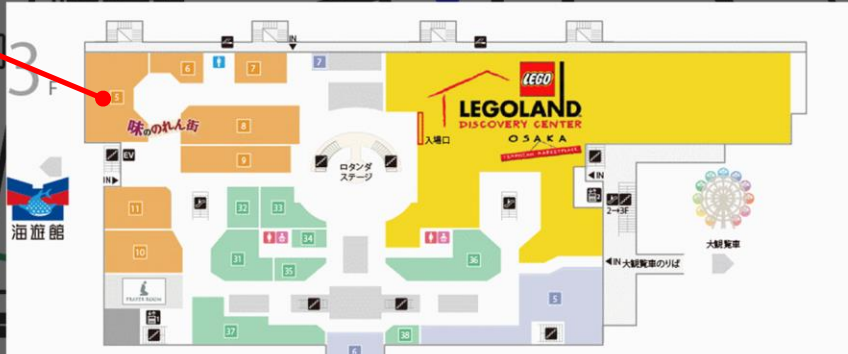 3F
IN
5
6
7
7
LEGO
LEGOLAND
DISCOVERY CENTER
OSAKA
入場口
味ののれん街
8
9
ロタンダ
ステージ
EV
IN
IN
2→3F
海遊館
大観覧車
11
10
32
33
34
31
35
36
IN 大観覧車のりば
PRAYER ROOM
5
37
38
6